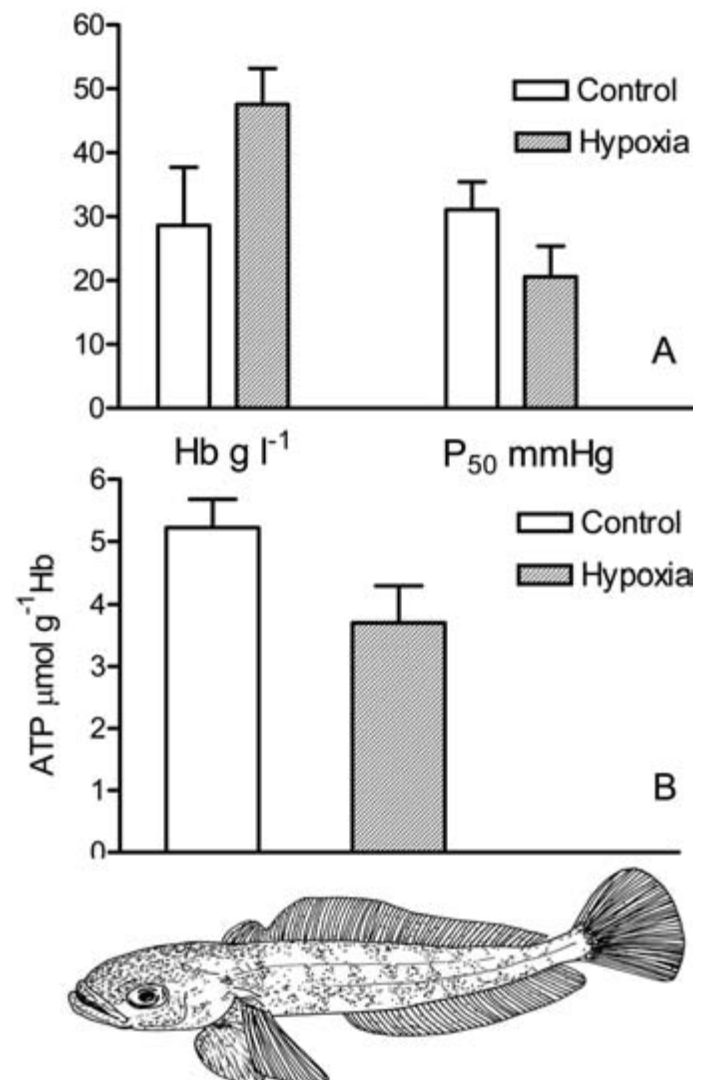 60
50
40
30
20
10
0
Control
Hypoxia
A
Hb g l⁻¹
P₅₀ mmHg
6
5
4
3
2
1
0
ATP μmol g⁻¹Hb
Control
Hypoxia
B